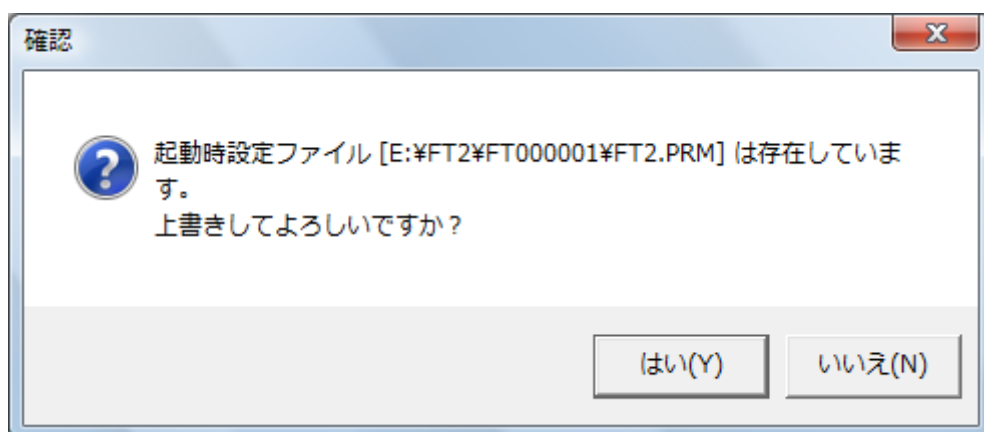 確認
起動時設定ファイル [E:¥FT2¥FT000001¥FT2.PRM] は存在していま
す。
上書きしてよろしいですか？
はい(Y)
いいえ(N)